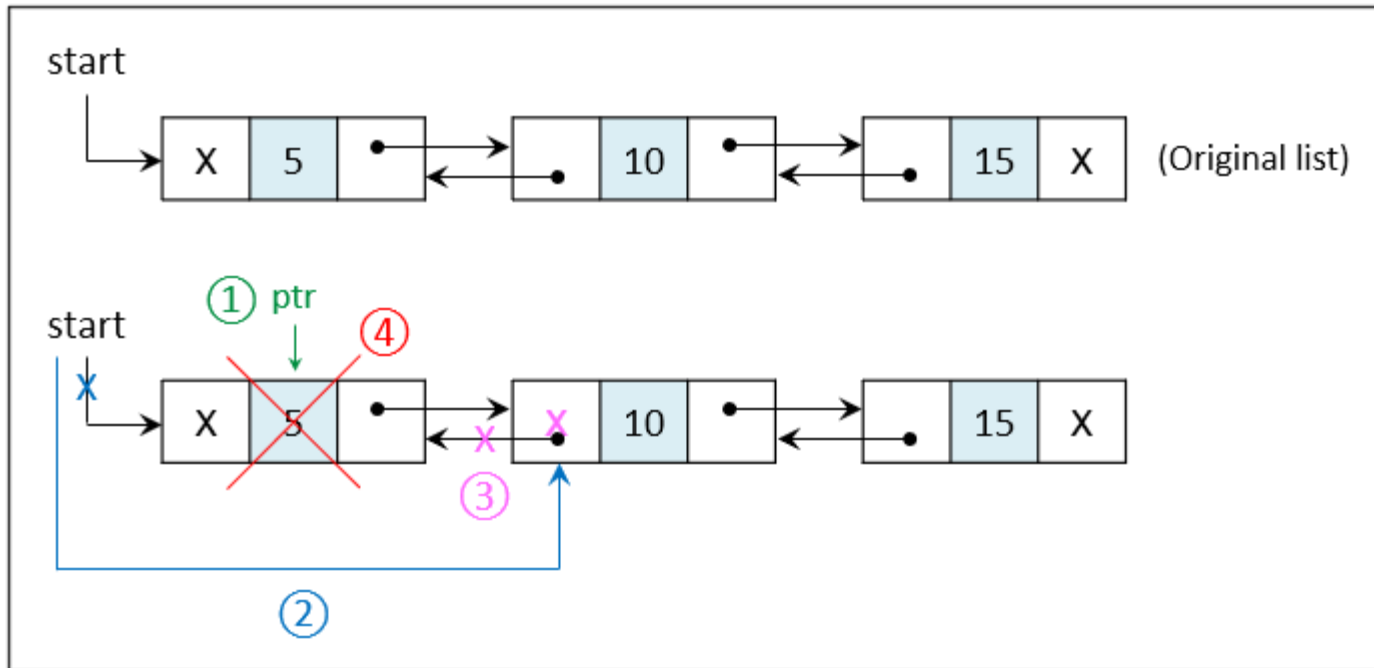 start
X 5 10 15 X (Original list)
① ptr
start ④
X
X 5 X X 10 15 X
③
②